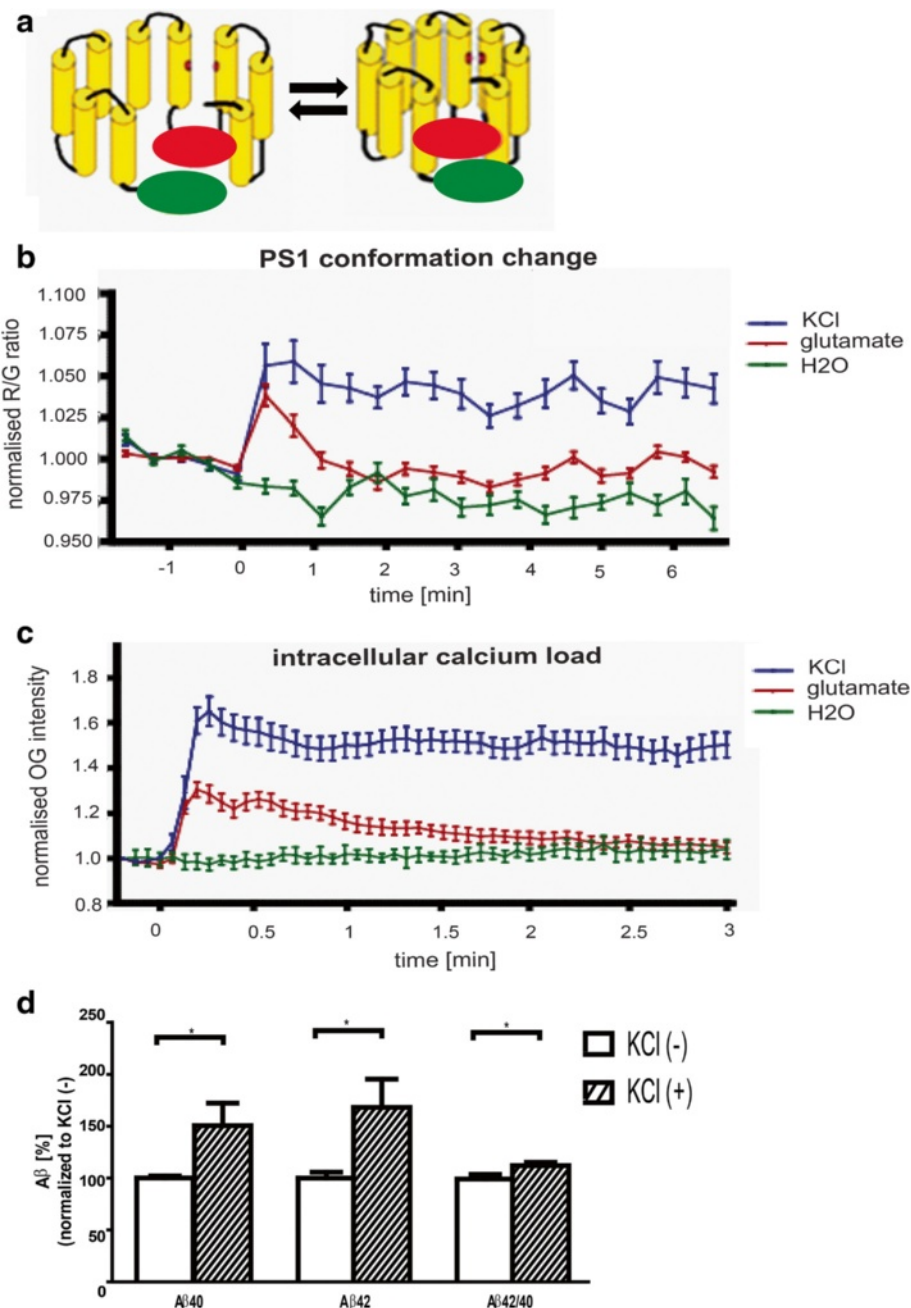 a
b
PS1 conformation change
normalised R/G ratio
1.100
1.075
1.050
1.025
1.000
0.975
0.950
-1 0 1 2 3 4 5 6
time [min]
KCl
glutamate
H2O
c
intracellular calcium load
normalised OG intensity
1.8
1.6
1.4
1.2
1.0
0.8
0 0.5 1 1.5 2 2.5 3
time [min]
KCl
glutamate
H2O
d
Aβ [%]
(normalized to KCl (-)
250
200
150
100
50
0
* * *
Aβ40 Aβ42 Aβ42/40
KCl (-)
KCl (+)